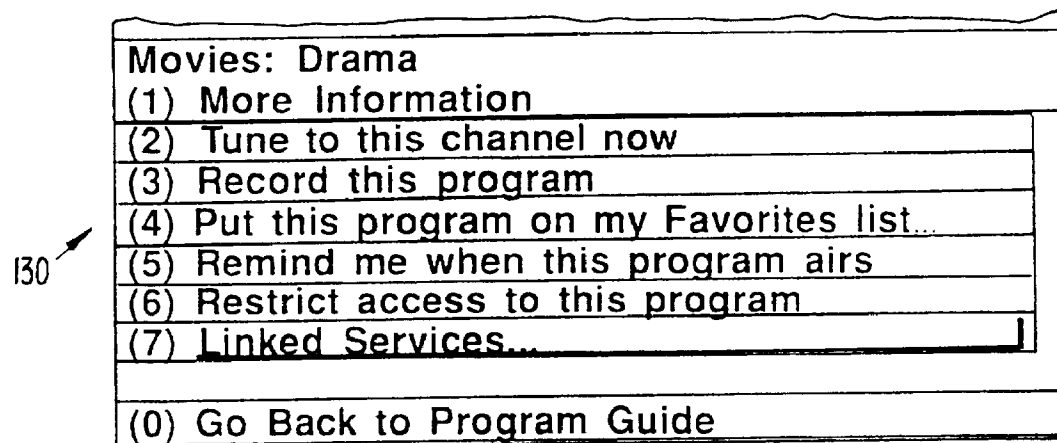 Movies: Drama
(1) More Information
(2) Tune to this channel now
(3) Record this program
(4) Put this program on my Favorites list...
(5) Remind me when this program airs
(6) Restrict access to this program
(7) Linked Services...
(0) Go Back to Program Guide
130